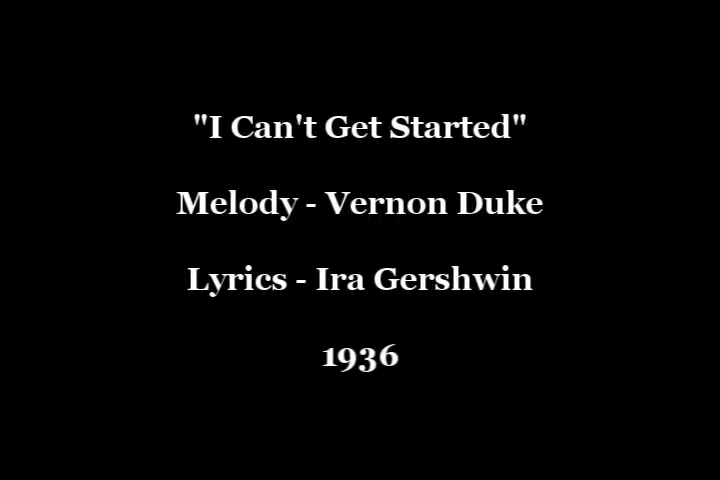 "I Can't Get Started"
Melody - Vernon Duke
Lyrics - Ira Gershwin
1936